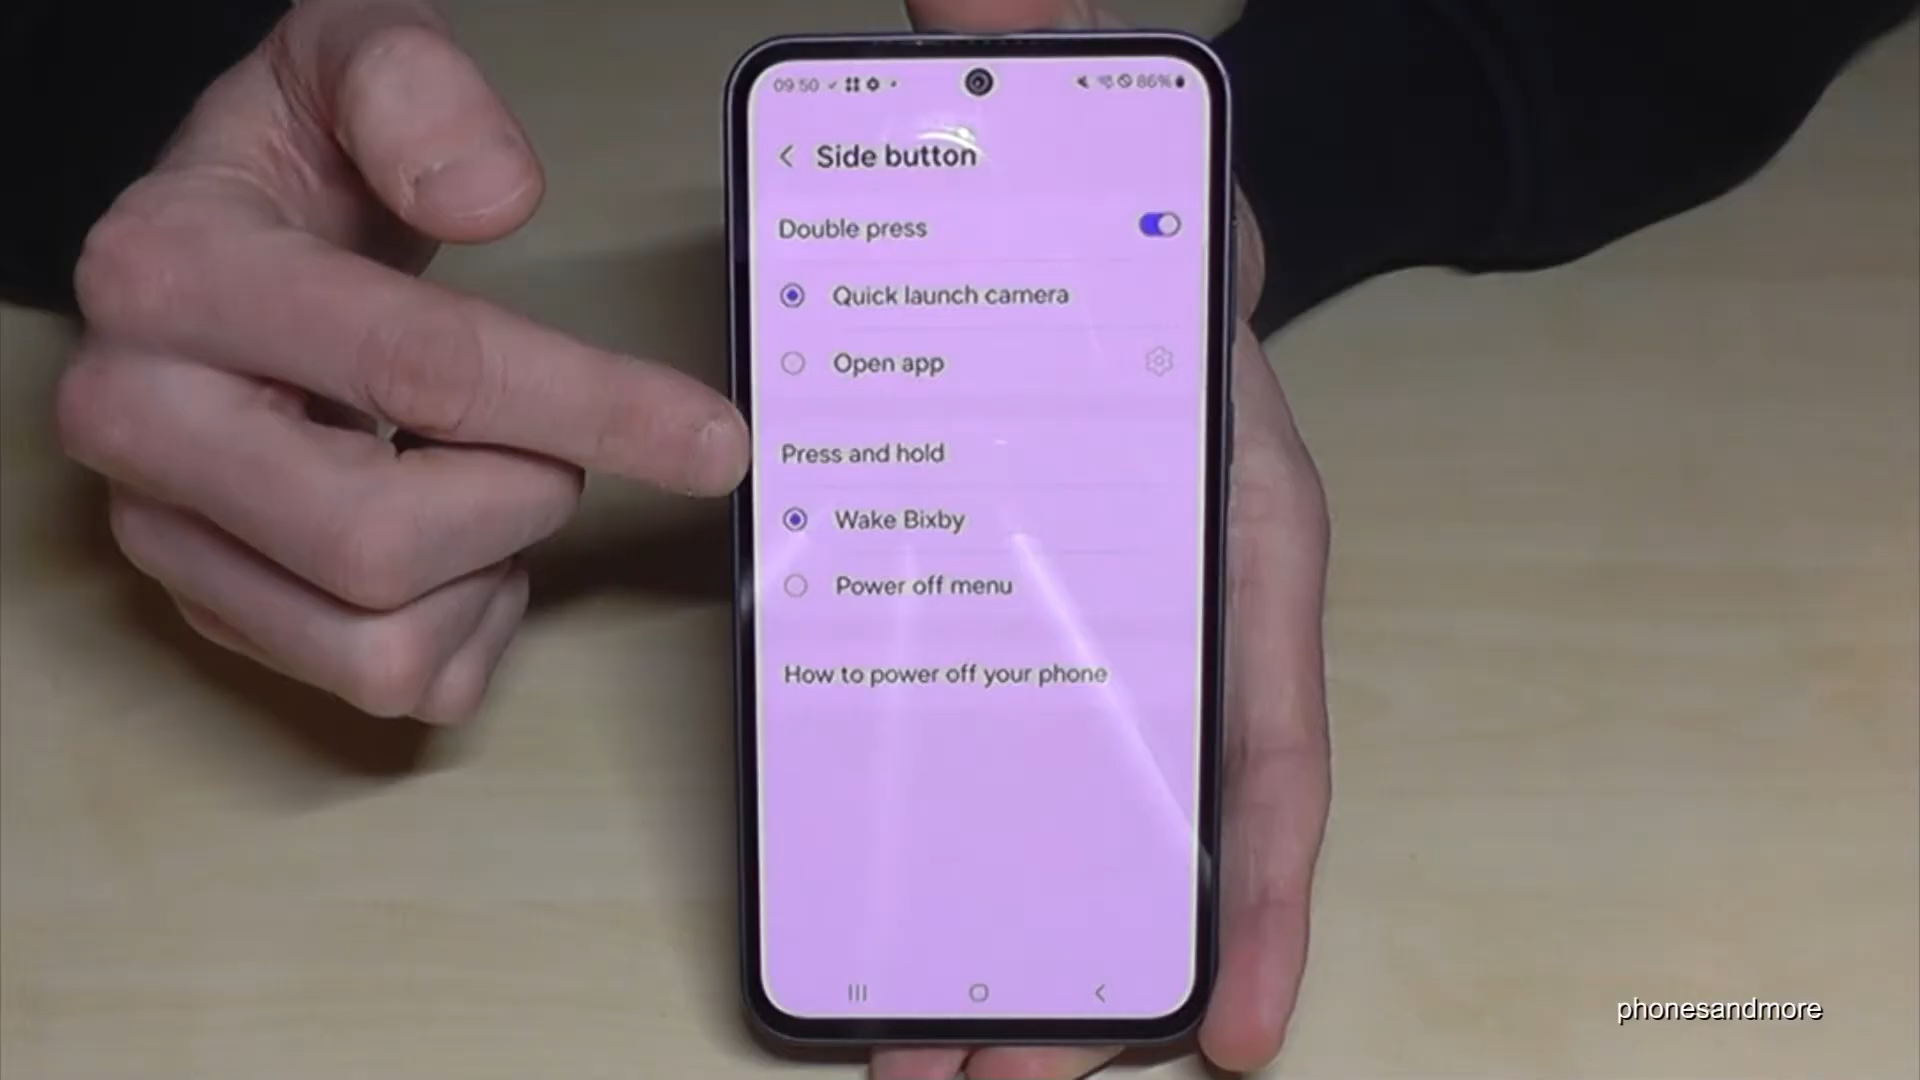 09:50 86%
Side button
Double press
Quick launch camera
Open app
Press and hold
Wake Bixby
Power off menu
How to power off your phone
phonesandmore